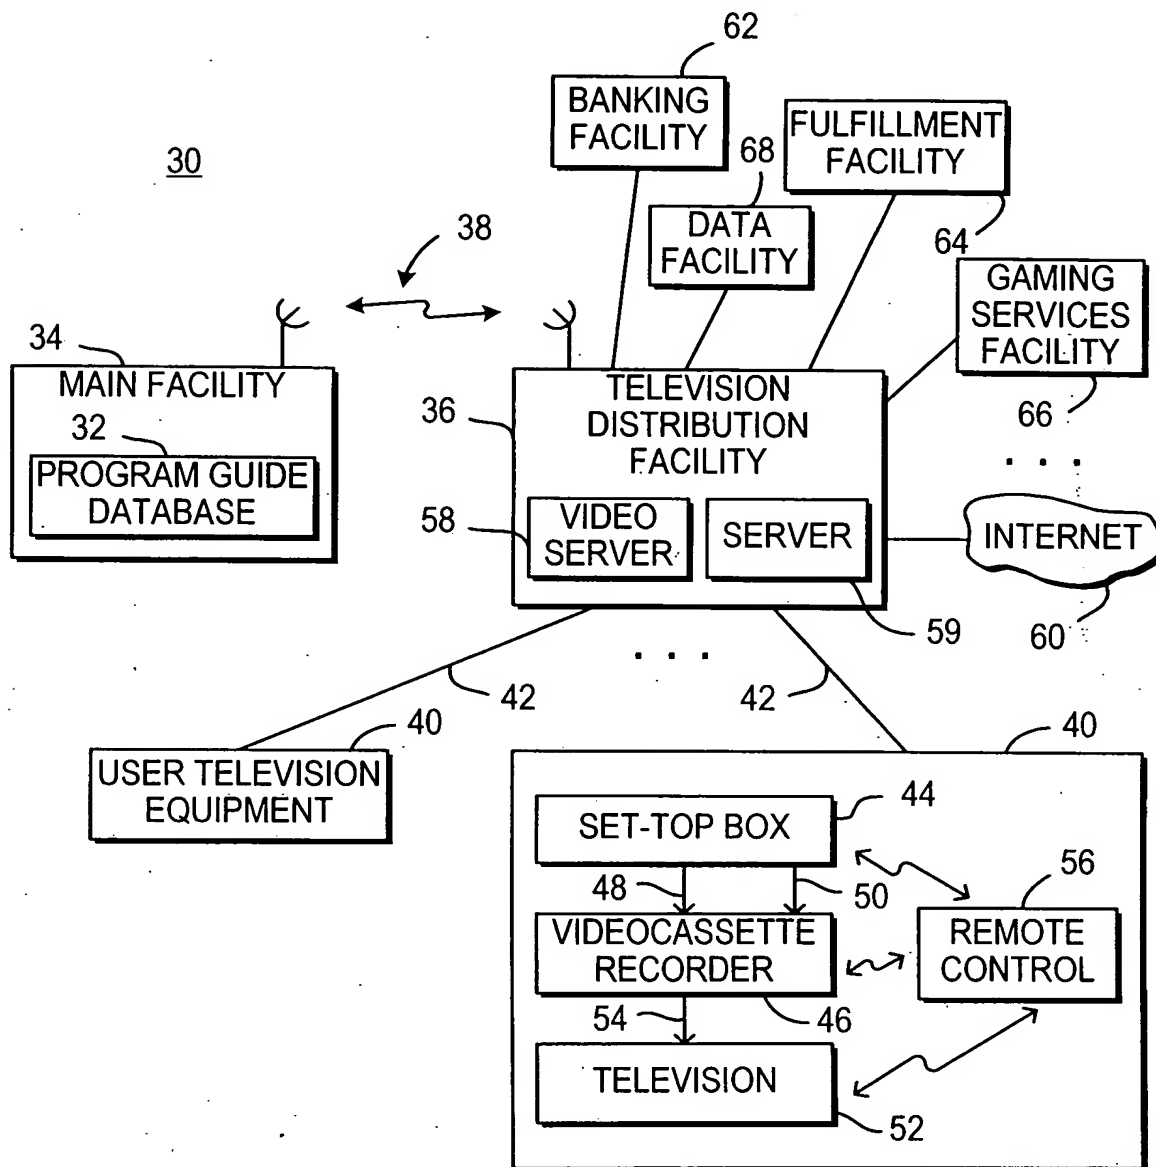 62
BANKING
FACILITY
FULFILLMENT
FACILITY
68
30
DATA
FACILITY
38
64
GAMING
SERVICES
FACILITY
34
MAIN FACILITY
32
PROGRAM GUIDE
DATABASE
36
TELEVISION
DISTRIBUTION
FACILITY
66
. . .
58
VIDEO
SERVER
SERVER
INTERNET
59
60
. . .
42
42
40
USER TELEVISION
EQUIPMENT
40
SET-TOP BOX
44
48
50
56
VIDEOCASSETTE
RECORDER
REMOTE
CONTROL
54
46
TELEVISION
52